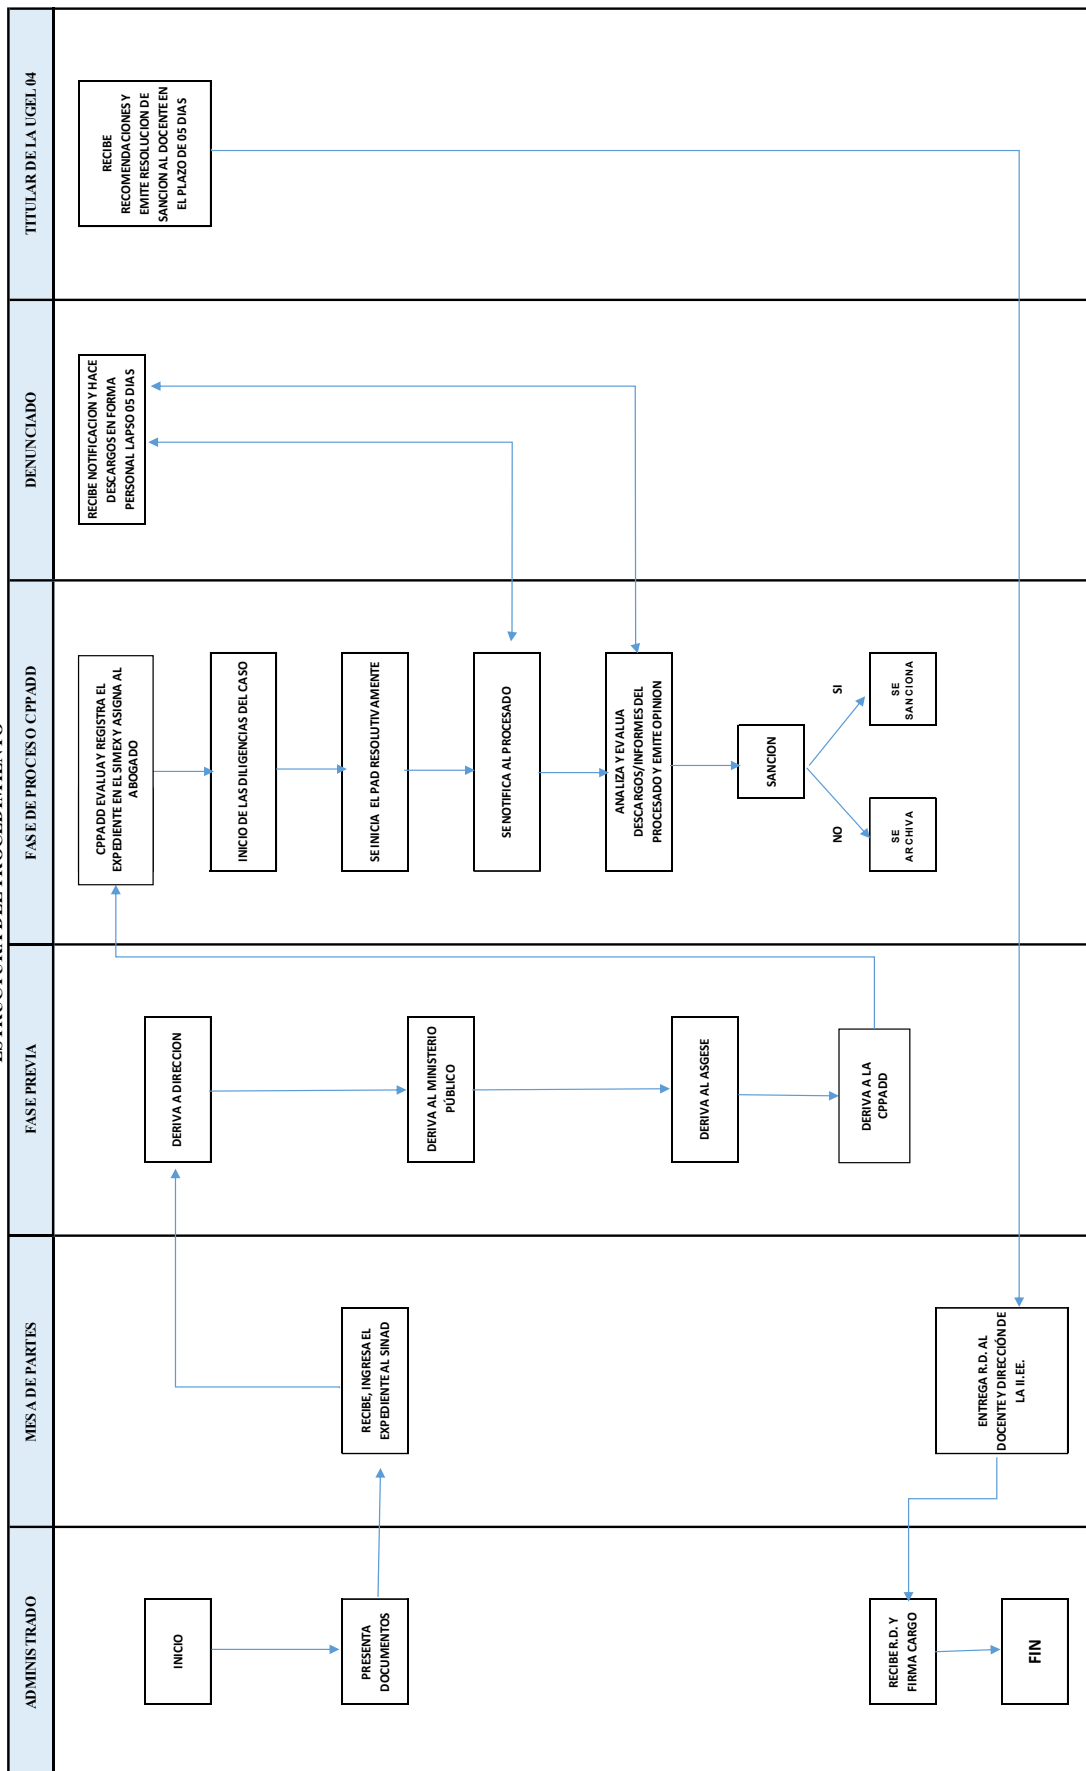 ESTRUCTURA DEL PROCEDIMIENTO
ADMINISTRADO
MESA DE PARTES
FASE PREVIA
FASE DE PROCESO CPPADD
DENUNCIADO
TITULAR DE LA UGEL 04
INICIO
PRESENTA
DOCUMENTOS
RECIBE R.D. Y
FIRMA CARGO
FIN
RECIBE, INGRESA EL
EXPEDIENTE AL SINAD
ENTREGA R.D. AL
DOCENTE Y DIRECCIÓN DE
LA II.EE.
DERIVA A DIRECCION
DERIVA AL MINISTERIO
PÚBLICO
DERIVA AL ASGESE
DERIVA A LA
CPPADD
CPPADD EVALUA Y REGISTRA EL
EXPEDIENTE EN EL SIMEX Y ASIGNA AL
ABOGADO
INICIO DE LAS DILIGENCIAS DEL CASO
SE INICIA EL PAD RESOLUTIVAMENTE
SE NOTIFICA AL PROCESADO
ANALIZA Y EVALUA
DESCARGOS/INFORMES DEL
PROCESADO Y EMITE OPINION
SANCION
NO
SI
SE
ARCHIVA
SE
SANCIONA
RECIBE NOTIFICACION Y HACE
DESCARGOS EN FORMA
PERSONAL LAPSO 05 DIAS
RECIBE
RECOMENDACIONES Y
EMITE RESOLUCION DE
SANCION AL DOCENTE EN
EL PLAZO DE 05 DIAS